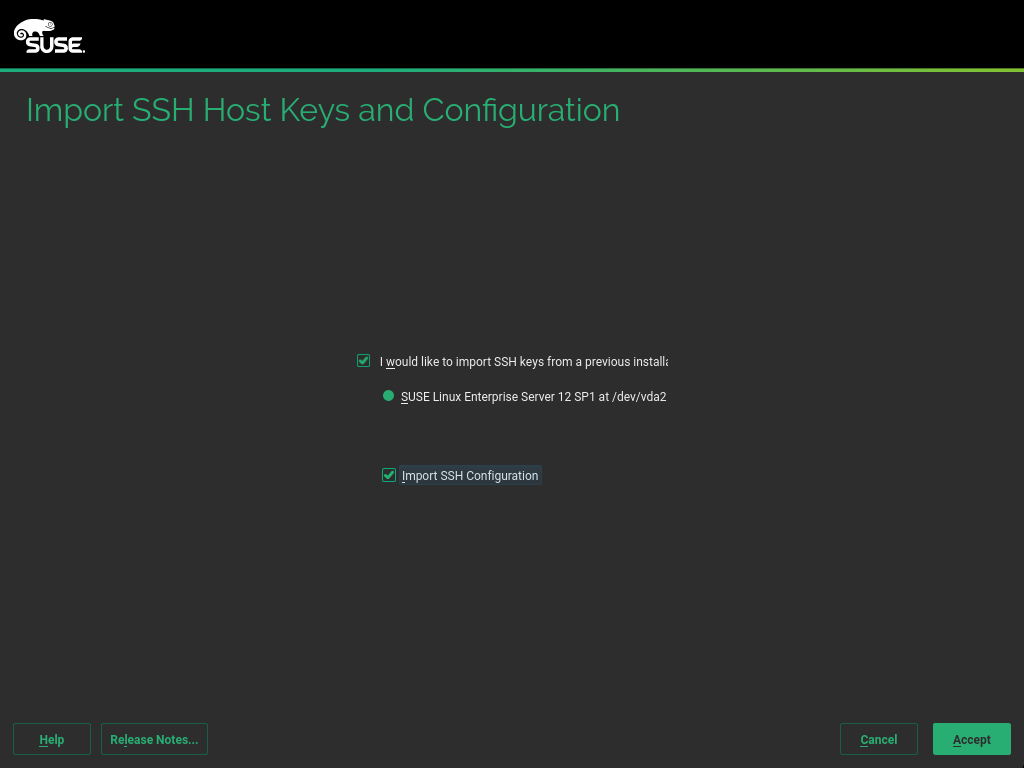 SUSE
Import SSH Host Keys and Configuration
I would like to import SSH keys from a previous
SUSE Linux Enterprise Server 12 SP1 at /dev/vda2
Import SSH Configuration
Help
Release Notes...
Cancel
Accept